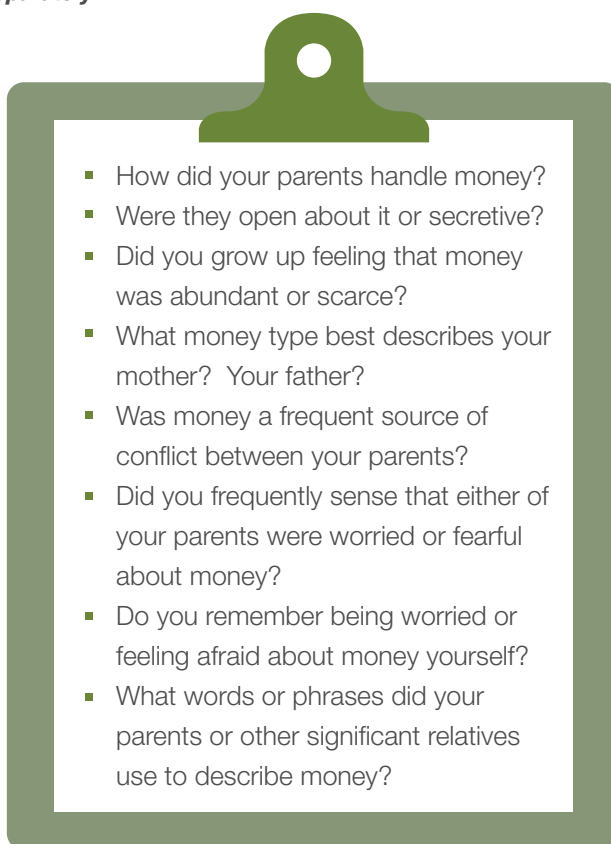 ▪ How did your parents handle money?
▪ Were they open about it or secretive?
▪ Did you grow up feeling that money
was abundant or scarce?
▪ What money type best describes your
mother?  Your father?
▪ Was money a frequent source of
conflict between your parents?
▪ Did you frequently sense that either of
your parents were worried or fearful
about money?
▪ Do you remember being worried or
feeling afraid about money yourself?
▪ What words or phrases did your
parents or other significant relatives
use to describe money?